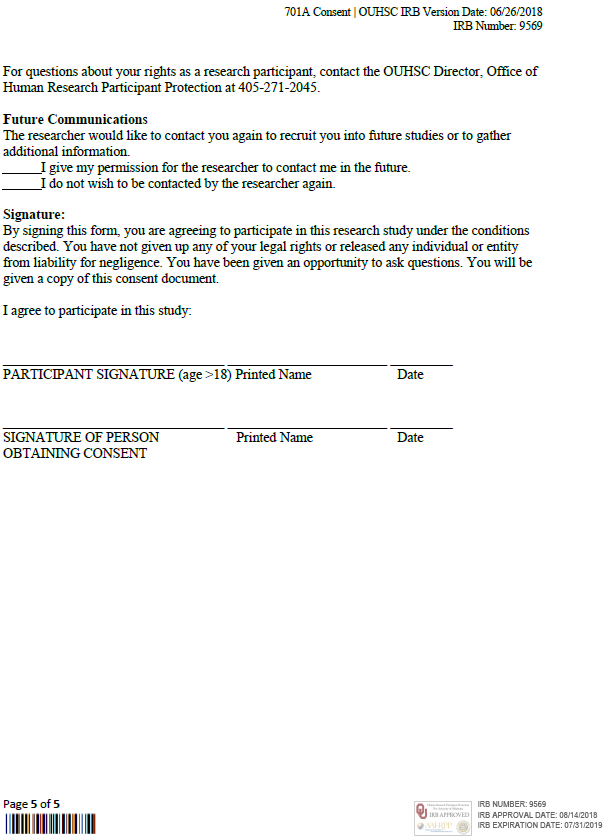 701A Consent | OUHSC IRB Version Date: 06/26/2018
IRB Number: 9569
For questions about your rights as a research participant, contact the OUHSC Director, Office of
Human Research Participant Protection at 405-271-2045.
Future Communications
The researcher would like to contact you again to recruit you into future studies or to gather
additional information.
______I give my permission for the researcher to contact me in the future.
______I do not wish to be contacted by the researcher again.
Signature:
By signing this form, you are agreeing to participate in this research study under the conditions
described. You have not given up any of your legal rights or released any individual or entity
from liability for negligence. You have been given an opportunity to ask questions. You will be
given a copy of this consent document.
I agree to participate in this study:
PARTICIPANT SIGNATURE (age >18) Printed Name Date
SIGNATURE OF PERSON Printed Name Date
OBTAINING CONSENT
Page 5 of 5
IRB APPROVED
IRB NUMBER: 9569
IRB APPROVAL DATE: 08/14/2018
IRB EXPIRATION DATE: 07/31/2019